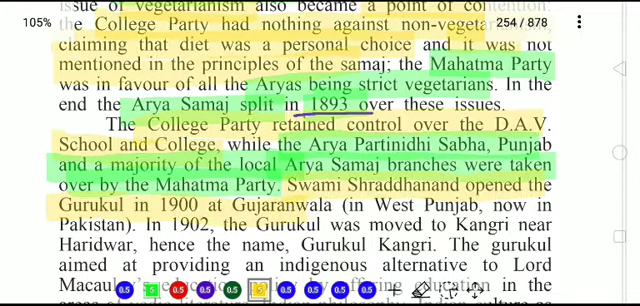 issue of vegetarianism also became a point of contention:
105%
254 / 878
the College Party had nothing against non-vegetarianism,
claiming that diet was a personal choice and it was not
mentioned in the principles of the samaj; the Mahatma Party
was in favour of all the Aryas being strict vegetarians. In the
end the Arya Samaj split in 1893 over these issues.
The College Party retained control over the D.A.V.
School and College, while the Arya Partinidhi Sabha, Punjab
and a majority of the local Arya Samaj branches were taken
over by the Mahatma Party. Swami Shraddhanand opened the
Gurukul in 1900 at Gujaranwala (in West Punjab, now in
Pakistan). In 1902, the Gurukul was moved to Kangri near
Haridwar, hence the name, Gurukul Kangri. The gurukul
aimed at providing an indigenous alternative to Lord
Macaulay's by offering education in the
0.5 5 0.5 0.5 0.5 0.5 0.5 0.5 0.5